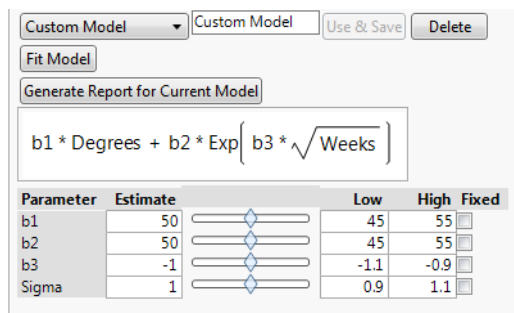 Custom Model Custom Model Use & Save Delete
Fit Model
Generate Report for Current Model
b1 * Degrees + b2 * Exp( b3 * √Weeks )
Parameter Estimate Low High Fixed
b1 50 45 55
b2 50 45 55
b3 -1 -1.1 -0.9
Sigma 1 0.9 1.1